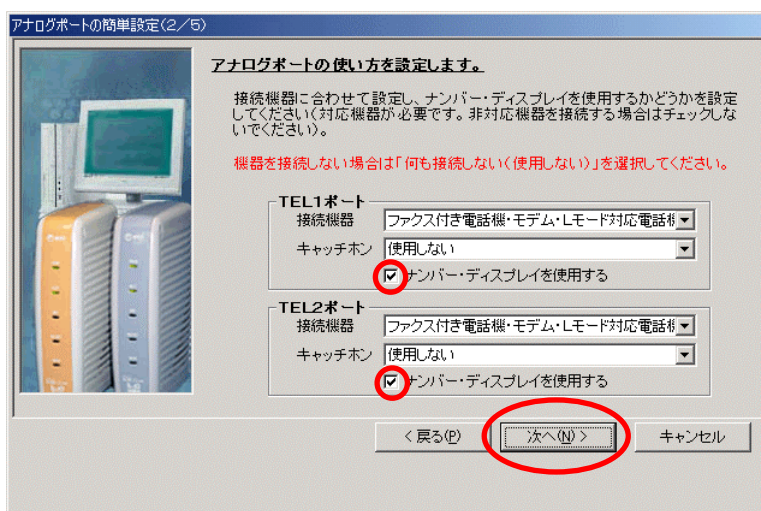 アナログポートの簡単設定(2/5)
アナログポートの使い方を設定します。
接続機器に合わせて設定し、ナンバー・ディスプレイを使用するかどうかを設定
してください(対応機器が必要です。非対応機器を接続する場合はチェックしな
いでください)。
機器を接続しない場合は「何も接続しない(使用しない)」を選択してください。
TEL1ポート
接続機器 ファクス付き電話機・モデム・Lモード対応電話機
キャッチホン 使用しない
ナンバー・ディスプレイを使用する
TEL2ポート
接続機器 ファクス付き電話機・モデム・Lモード対応電話機
キャッチホン 使用しない
ナンバー・ディスプレイを使用する
< 戻る(P) 次へ(N) > キャンセル